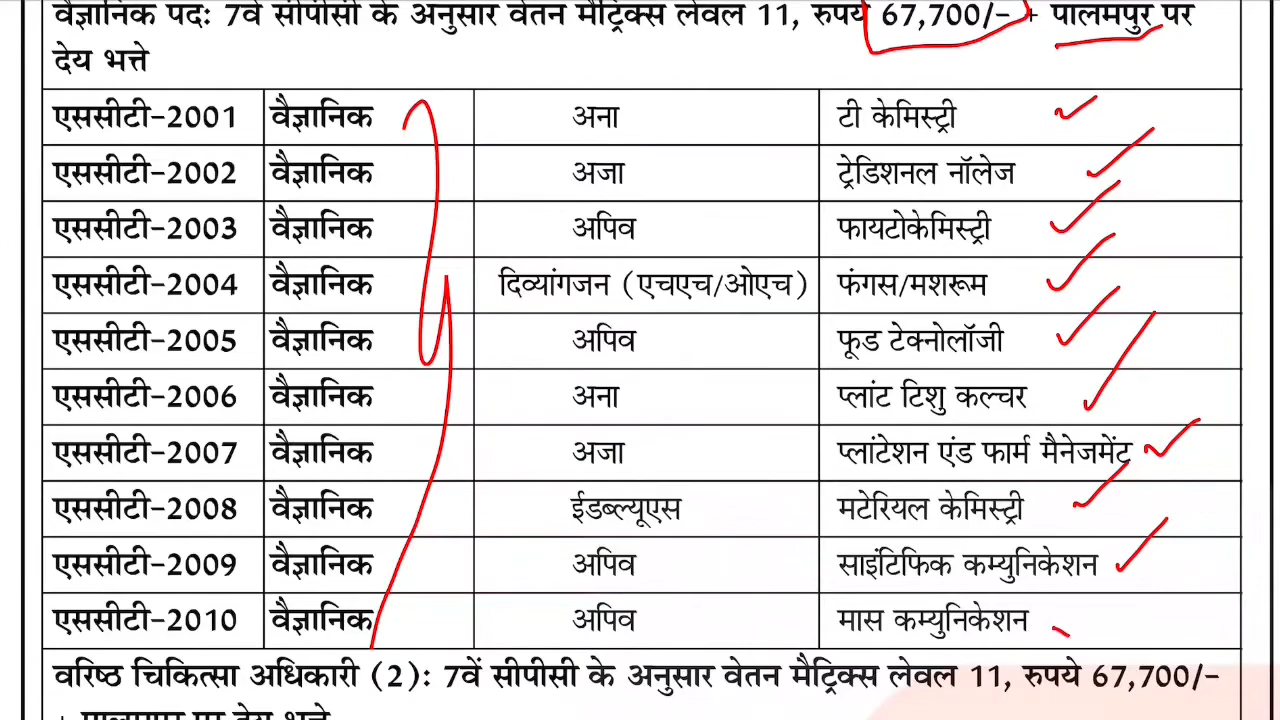 वैज्ञानिक पदः 7वें सीपीसी के अनुसार वेतन मैट्रिक्स लेवल 11, रुपये 67,700/- + पालमपुर पर
देय भत्ते
एससीटी-2001 वैज्ञानिक अना टी केमिस्ट्री
एससीटी-2002 वैज्ञानिक अजा ट्रेडिशनल नॉलेज
एससीटी-2003 वैज्ञानिक अपिव फायटोकेमिस्ट्री
एससीटी-2004 वैज्ञानिक दिव्यांगजन (एचएच/ओएच) फंगस/मशरूम
एससीटी-2005 वैज्ञानिक अपिव फूड टेक्नोलॉजी
एससीटी-2006 वैज्ञानिक अना प्लांट टिशु कल्चर
एससीटी-2007 वैज्ञानिक अजा प्लांटेशन एंड फार्म मैनेजमेंट
एससीटी-2008 वैज्ञानिक ईडब्ल्यूएस मटेरियल केमिस्ट्री
एससीटी-2009 वैज्ञानिक अपिव साइंटिफिक कम्युनिकेशन
एससीटी-2010 वैज्ञानिक अपिव मास कम्युनिकेशन
वरिष्ठ चिकित्सा अधिकारी (2): 7वें सीपीसी के अनुसार वेतन मैट्रिक्स लेवल 11, रुपये 67,700/-
+ पालमपुर पर देय भत्ते